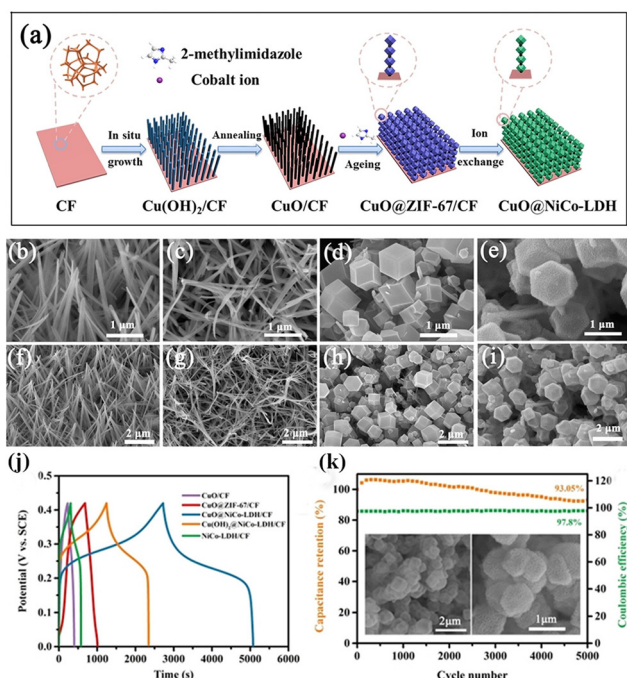 (a)
2-methylimidazole
Cobalt ion
In situ
growth
Annealing
Ageing
Ion
exchange
CF
Cu(OH)₂/CF
CuO/CF
CuO@ZIF-67/CF
CuO@NiCo-LDH
(b)
1 μm
(c)
1 μm
(d)
1 μm
(e)
1 μm
(f)
2 μm
(g)
2 μm
(h)
2 μm
(i)
2 μm
(j)
Potential (V vs. SCE)
0.5
0.4
0.3
0.2
0.1
0.0
CuO/CF
CuO@ZIF-67/CF
CuO@NiCo-LDH/CF
Cu(OH)₂@NiCo-LDH/CF
NiCo-LDH/CF
0 1000 2000 3000 4000 5000 6000
Time (s)
(k)
Capacitance retention (%)
100
80
60
40
20
0
93.05%
97.8%
2μm
1μm
120
100
80
60
40
20
0
Coulombic efficiency (%)
0 1000 2000 3000 4000 5000
Cycle number